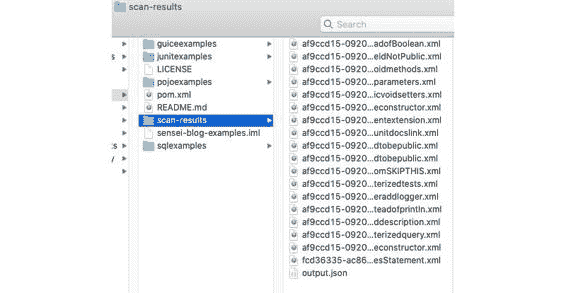 scan-results
Search
guiceexamples
junitexamples
LICENSE
pojoexamples
pom.xml
README.md
scan-results
sensei-blog-examples.iml
sqlexamples
af9ccd15-0920...adofBoolean.xml
af9ccd15-0920...eldNotPublic.xml
af9ccd15-0920...oidmethods.xml
af9ccd15-0920...parameters.xml
af9ccd15-0920...icvoidsetters.xml
af9ccd15-0920...econstructor.xml
af9ccd15-0920...entextension.xml
af9ccd15-0920...unitdocslink.xml
af9ccd15-0920...dtobepublic.xml
af9ccd15-0920...dtobepublic.xml
af9ccd15-0920...omSKIPTHIS.xml
af9ccd15-0920...terizedtests.xml
af9ccd15-0920...eraddlogger.xml
af9ccd15-0920...teadofprintln.xml
af9ccd15-0920...ddescription.xml
af9ccd15-0920...terizedquery.xml
af9ccd15-0920...econstructor.xml
fcd36335-ac86...esStatement.xml
output.json